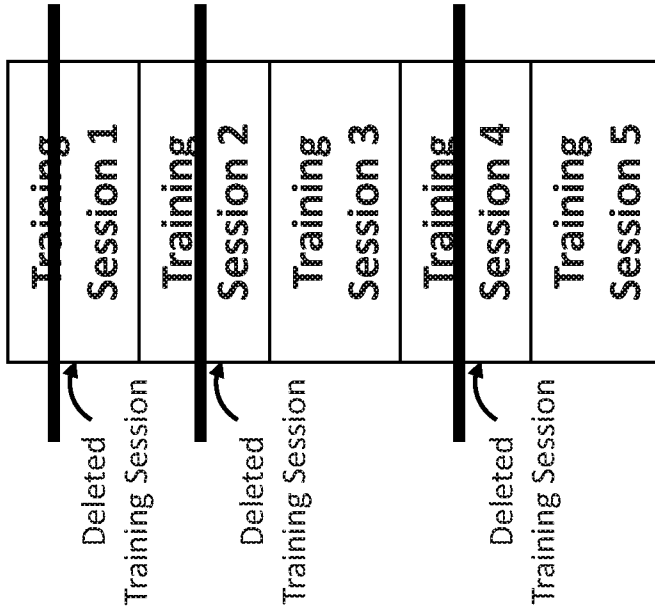 Training
Session 1
Training
Session 2
Training
Session 3
Training
Session 4
Training
Session 5
Deleted
Training Session
Deleted
Training Session
Deleted
Training Session